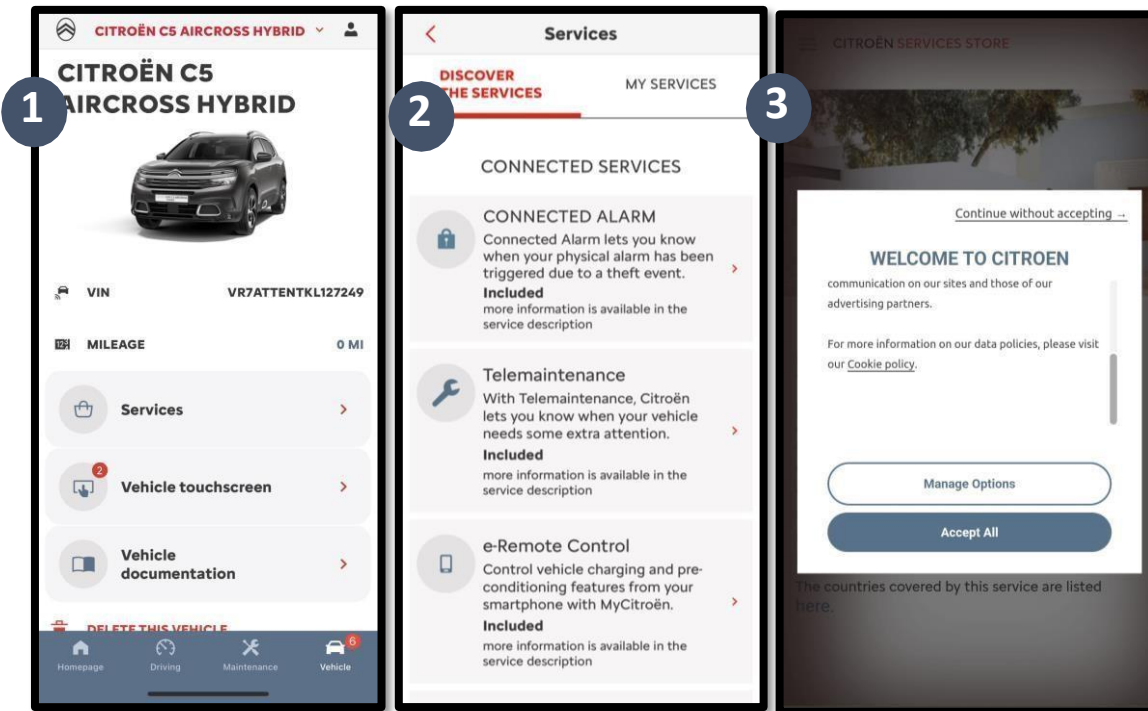 1
CITROËN C5 AIRCROSS HYBRID
CITROËN C5
AIRCROSS HYBRID
VIN VR7ATTENTKL127249
MILEAGE 0 MI
Services
2
Vehicle touchscreen
Vehicle
documentation
DELETE THIS VEHICLE
6
Homepage Driving Maintenance Vehicle
2
Services
DISCOVER
THE SERVICES
MY SERVICES
CONNECTED SERVICES
CONNECTED ALARM
Connected Alarm lets you know
when your physical alarm has been
triggered due to a theft event.
Included
more information is available in the
service description
Telemaintenance
With Telemaintenance, Citroën
lets you know when your vehicle
needs some extra attention.
Included
more information is available in the
service description
e-Remote Control
Control vehicle charging and pre-
conditioning features from your
smartphone with MyCitroën.
Included
more information is available in the
service description
3
CITROËN SERVICES STORE
Continue without accepting →
WELCOME TO CITROEN
communication on our sites and those of our
advertising partners.
For more information on our data policies, please visit
our Cookie policy.
Manage Options
Accept All
The countries covered by this service are listed
here.